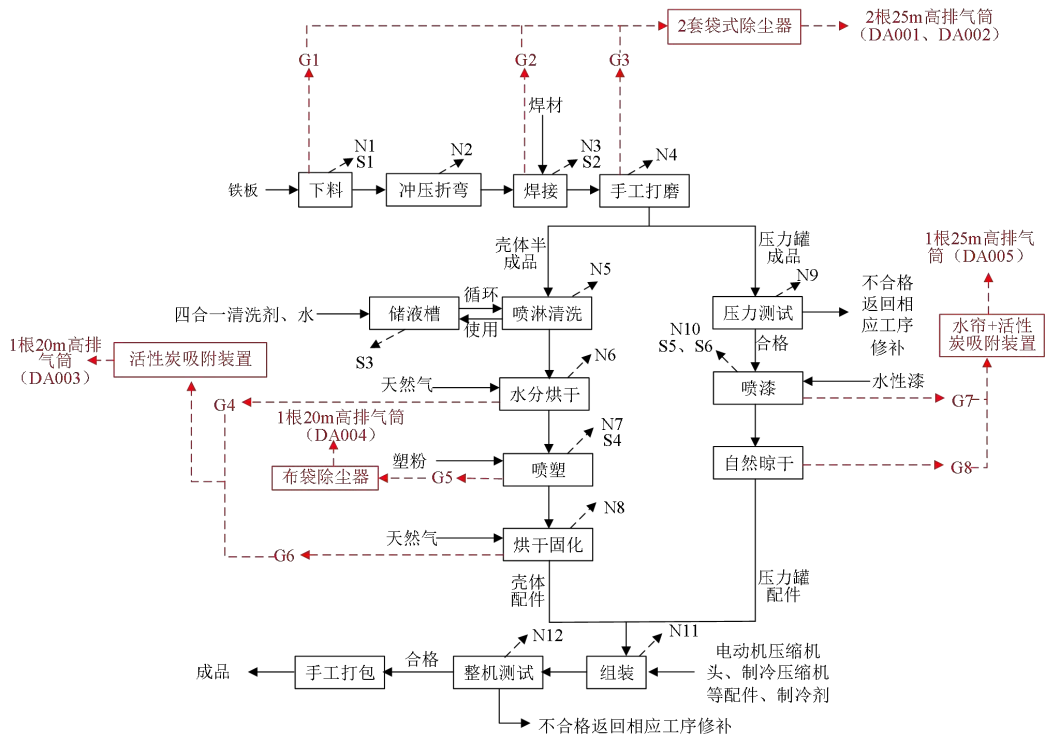 2套袋式除尘器
2根25m高排气筒
(DA001、DA002)
G1
G2
G3
焊材
N1
S1
N2
N3
S2
N4
铁板
下料
冲压折弯
焊接
手工打磨
壳体半
成品
压力罐
成品
1根25m高排气
筒（DA005）
N5
N9
不合格
返回相
应工序
修补
四合一清洗剂、水
储液槽
循环
使用
喷淋清洗
压力测试
水帘+活性
炭吸附装置
S3
N10
S5、S6
合格
1根20m高排
气筒
（DA003）
活性炭吸附装置
N6
天然气
水分烘干
喷漆
水性漆
G4
G7
1根20m高排气筒
(DA004)
N7
S4
塑粉
喷塑
自然晾干
布袋除尘器
G5
G8
N8
天然气
烘干固化
G6
壳体
配件
压力罐
配件
N12
N11
成品
手工打包
合格
整机测试
组装
电动机压缩机
头、制冷压缩机
等配件、制冷剂
不合格返回相应工序修补